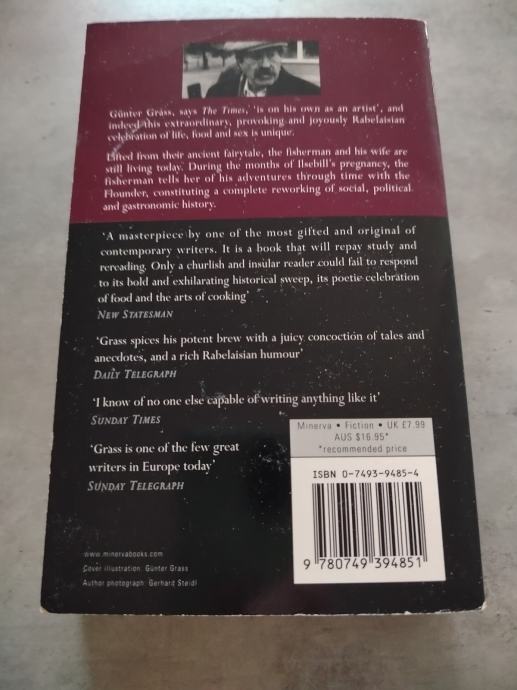 Günter Grass, says The Times, 'is on his own as an artist', and
indeed this extraordinary, provoking and joyously Rabelaisian
celebration of life, food and sex is unique.
Lifted from their ancient fairytale, the fisherman and his wife are
still living today. During the months of Ilsebill's pregnancy, the
fisherman tells her of his adventures through time with the
Flounder, constituting a complete reworking of social, political
and gastronomic history.
'A masterpiece by one of the most gifted and original of
contemporary writers. It is a book that will repay study and
rereading. Only a churlish and insular reader could fail to respond
to its bold and exhilarating historical sweep, its poetic celebration
of food and the arts of cooking'
NEW STATESMAN
'Grass spices his potent brew with a juicy concoction of tales and
anecdotes, and a rich Rabelaisian humour'
DAILY TELEGRAPH
'I know of no one else capable of writing anything like it'
SUNDAY TIMES
'Grass is one of the few great
writers in Europe today'
SUNDAY TELEGRAPH
Minerva • Fiction • UK £7.99
AUS $16.95*
*recommended price
ISBN 0-7493-9485-4
9 780749 394851
www.minervabooks.com
Cover illustration: Günter Grass
Author photograph: Gerhard Steidl